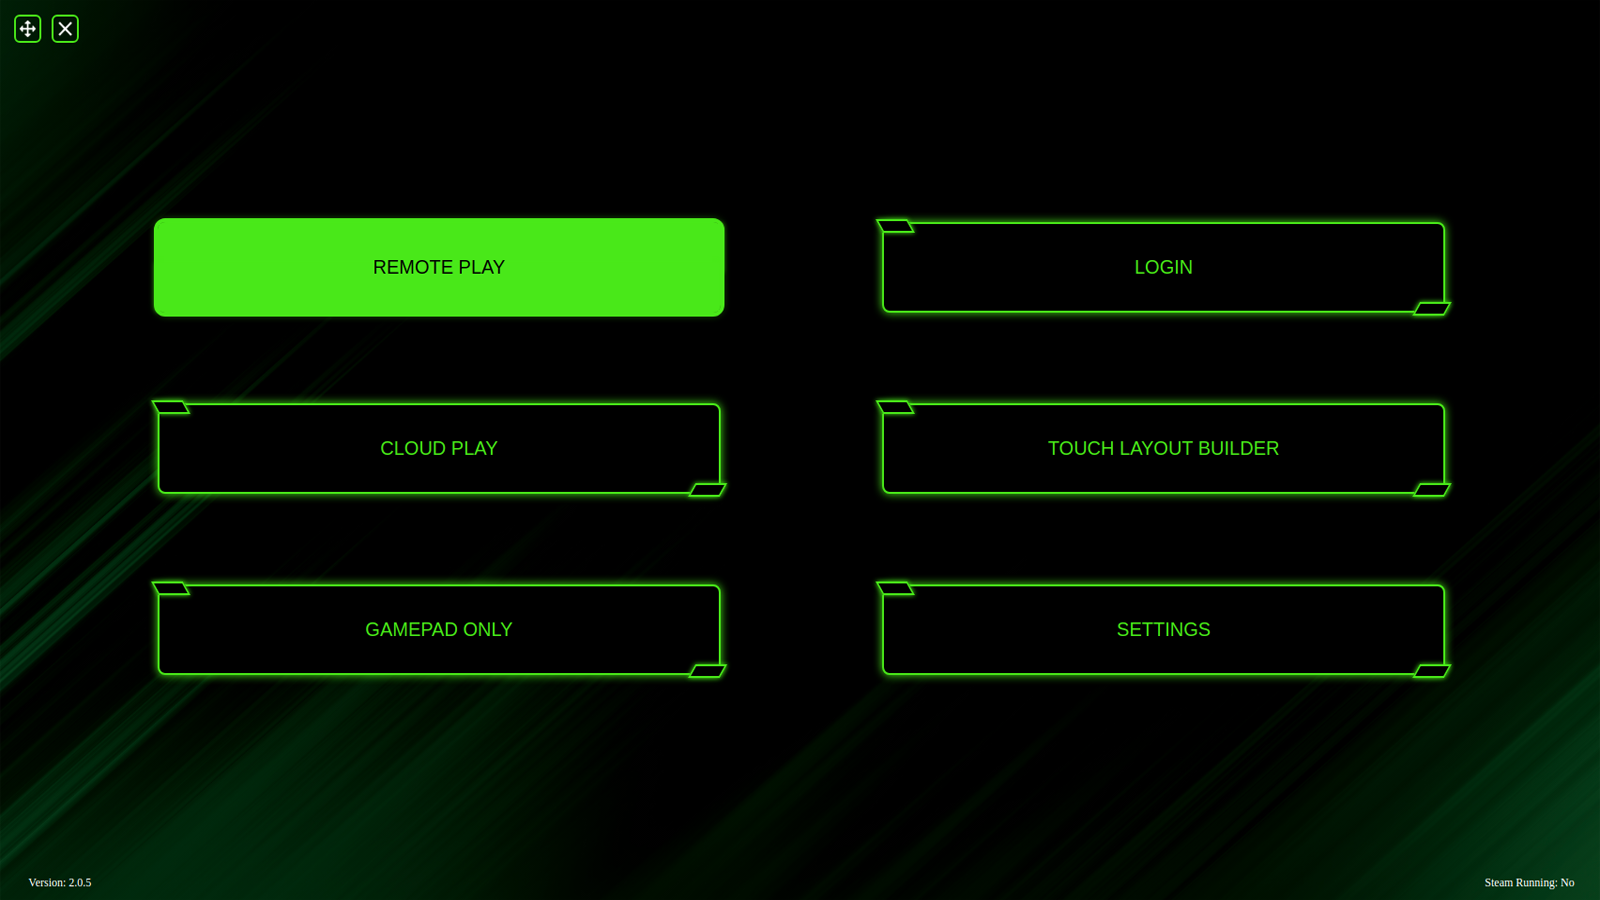 REMOTE PLAY
LOGIN
CLOUD PLAY
TOUCH LAYOUT BUILDER
GAMEPAD ONLY
SETTINGS
Version: 2.0.5
Steam Running: No